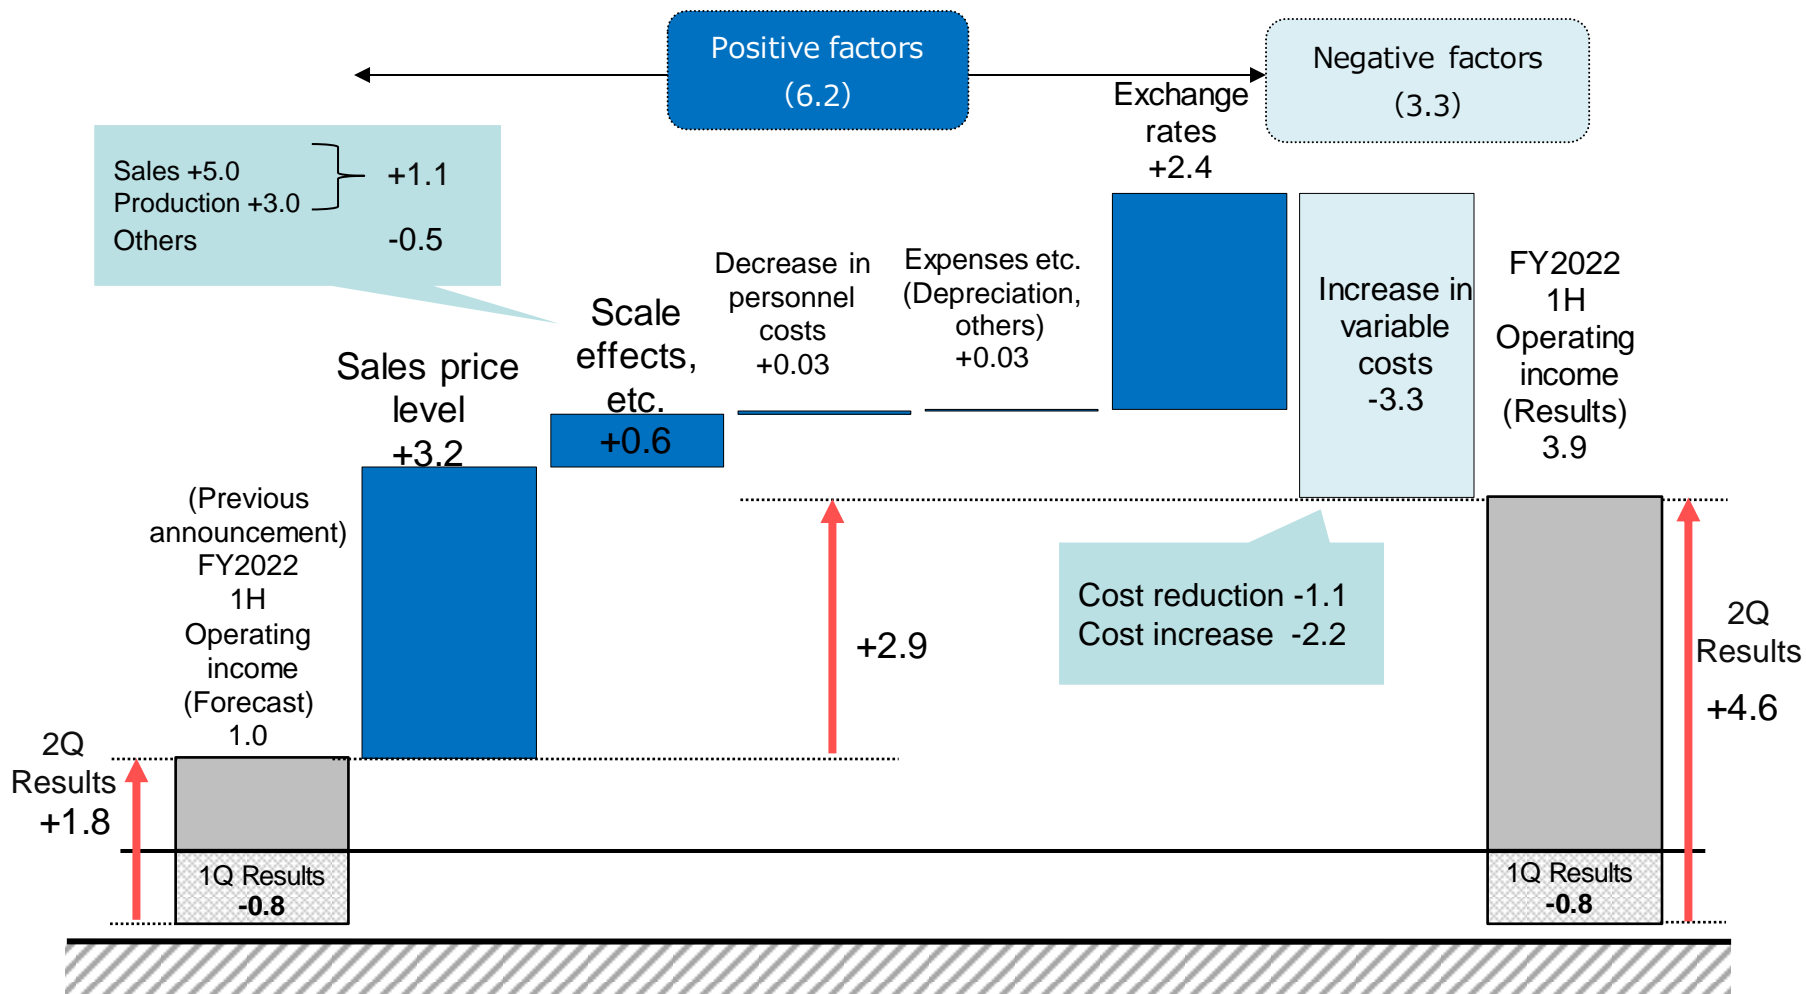 Positive factors
(6.2)
Negative factors
(3.3)
Sales +5.0
Production +3.0
+1.1
Others
-0.5
Exchange
rates
+2.4
Decrease in
personnel
costs
+0.03
Expenses etc.
(Depreciation,
others)
+0.03
Scale
effects,
etc.
+0.6
Sales price
level
+3.2
Increase in
variable
costs
-3.3
FY2022
1H
Operating
income
(Results)
3.9
(Previous
announcement)
FY2022
1H
Operating
income
(Forecast)
1.0
2Q
Results
+1.8
1Q Results
-0.8
+2.9
Cost reduction -1.1
Cost increase -2.2
2Q
Results
+4.6
1Q Results
-0.8